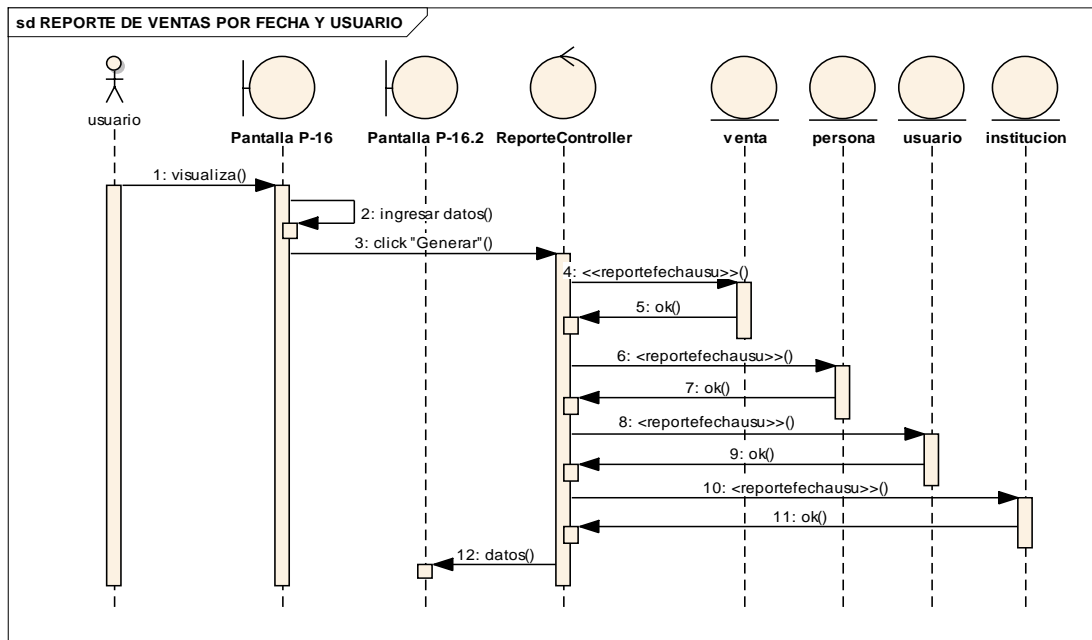 sd REPORTE DE VENTAS POR FECHA Y USUARIO
usuario
Pantalla P-16
Pantalla P-16.2
ReporteController
venta
persona
usuario
institucion
1: visualiza()
2: ingresar datos()
3: click "Generar"()
4: <<reportefechausu>>()
5: ok()
6: <reportefechausu>>()
7: ok()
8: <reportefechausu>>()
9: ok()
10: <reportefechausu>>()
11: ok()
12: datos()